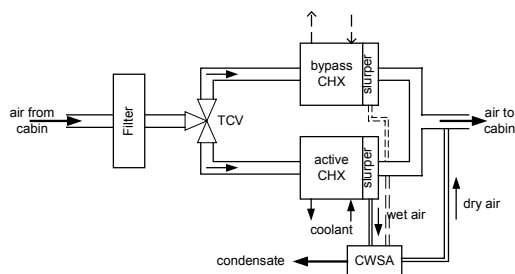 bypass
CHX
slurper
air from
cabin
Filter
TCV
air to
cabin
active
CHX
slurper
dry air
wet air
coolant
condensate
CWSA